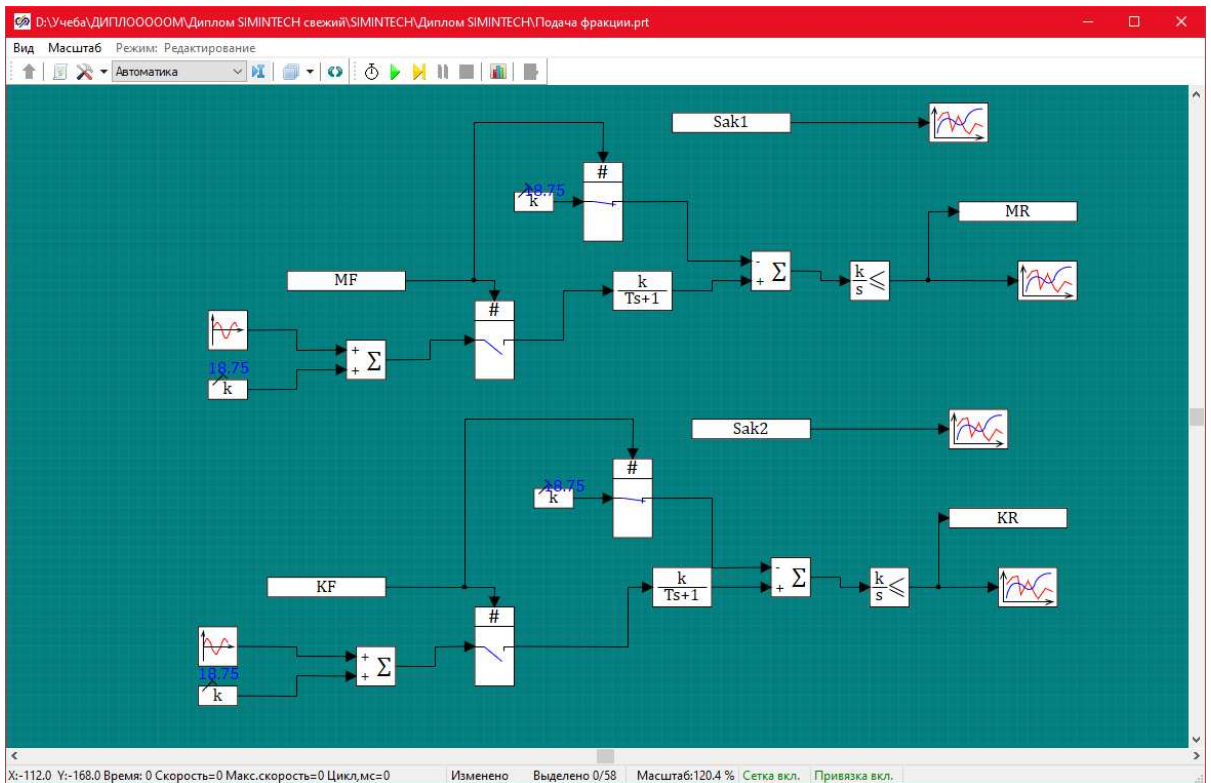 D:\Учеба\ДИПЛОООООМ\Диплом SIMINTECH свежий\SIMINTECH\Диплом SIMINTECH\Подача фракции.prt
Вид Масштаб Режим: Редактирование
Автоматика
Sak1
#
18.75
k
MR
- Σ
+
k
s ≤
MF
k
Ts+1
#
+ Σ
+
18.75
k
Sak2
#
18.75
k
KR
- Σ
+
k
s ≤
KF
k
Ts+1
#
+ Σ
+
18.75
k
X:-112.0 Y:-168.0 Время: 0 Скорость=0 Макс.скорость=0 Цикл,мс=0 Изменено Выделено 0/58 Масштаб:120.4 % Сетка вкл. Привязка вкл.